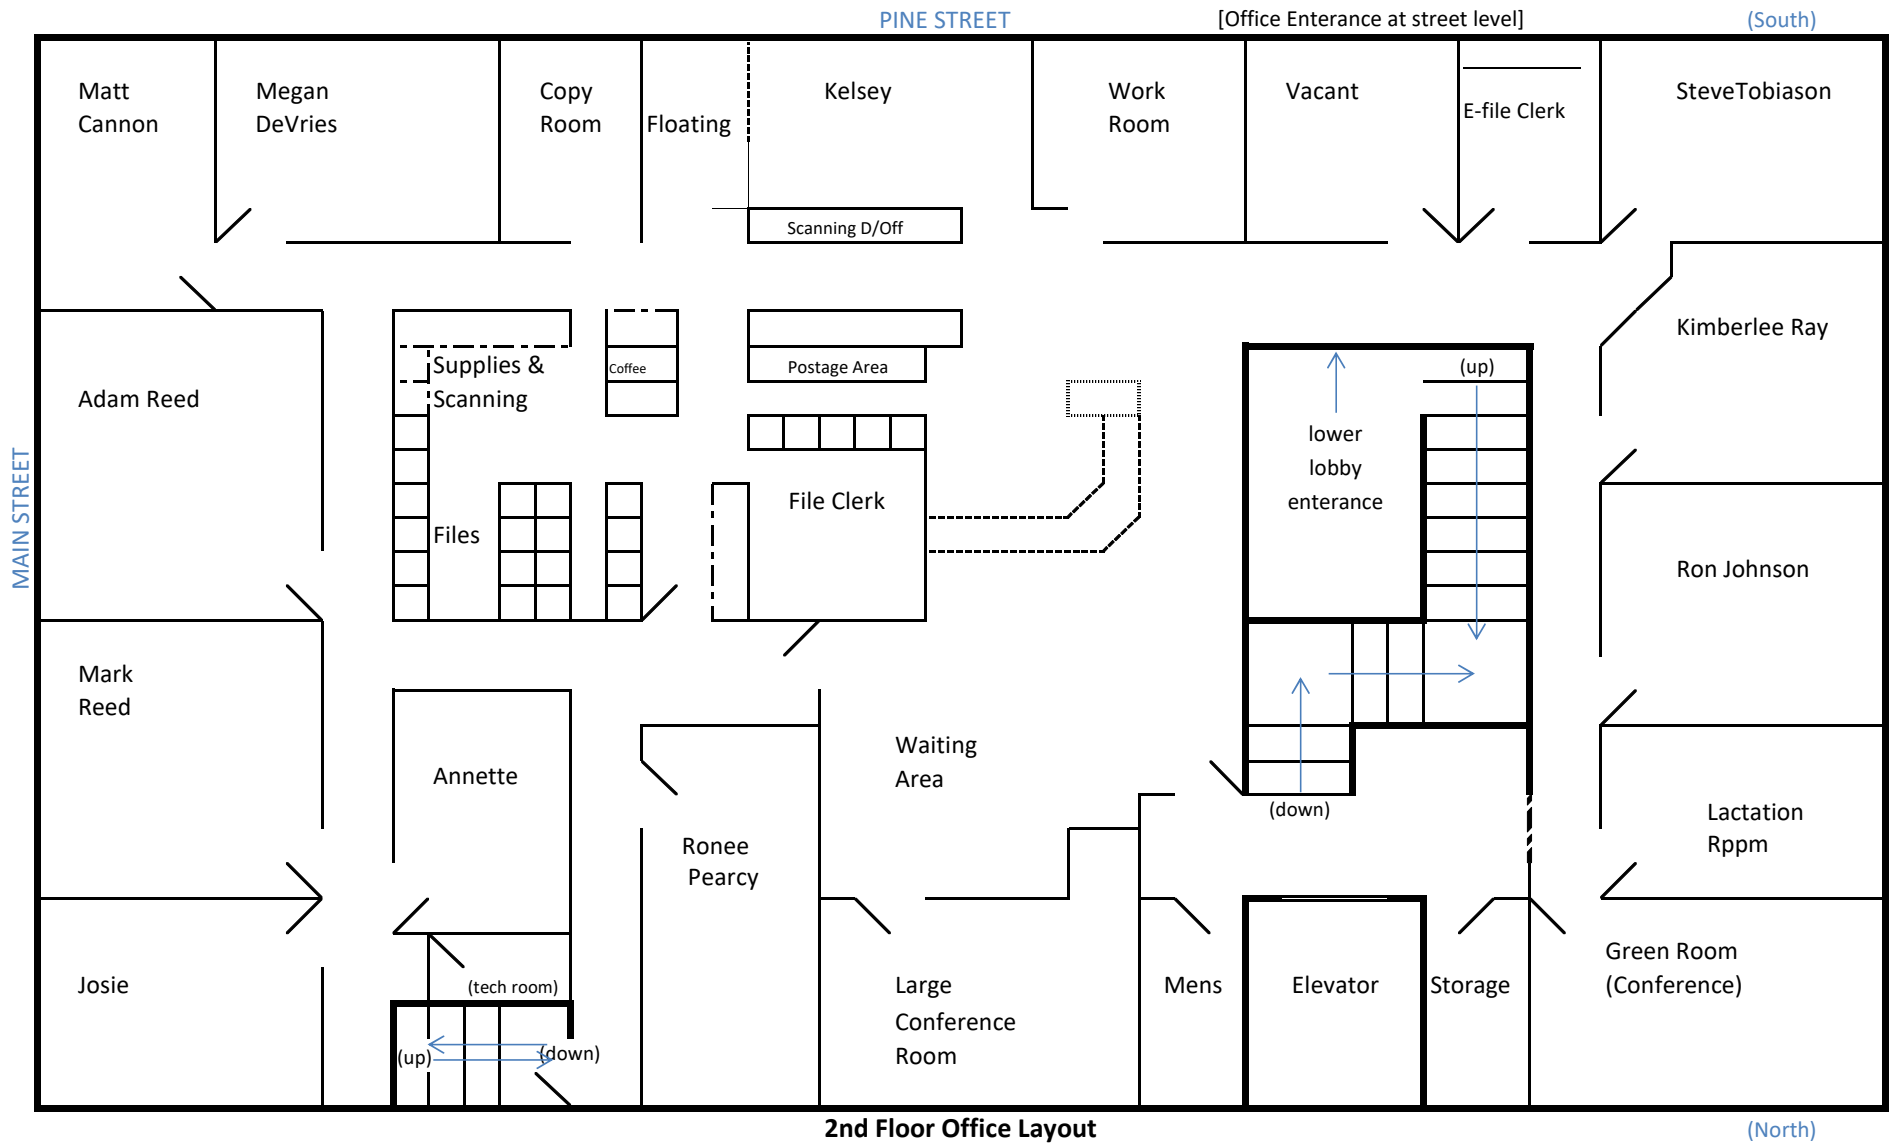 PINE STREET
[Office Enterance at street level]
(South)
Matt
Cannon
Megan
DeVries
Copy
Room
Floating
Kelsey
Work
Room
Vacant
E-file Clerk
SteveTobiason
Scanning D/Off
Kimberlee Ray
Supplies &
Scanning
Coffee
Postage Area
(up)
Adam Reed
lower
lobby
enterance
MAIN STREET
Files
File Clerk
Ron Johnson
Mark
Reed
Waiting
Area
Annette
(down)
Lactation
Rppm
Ronee
Pearcy
Green Room
(Conference)
Josie
(tech room)
Large
Conference
Room
Mens
Elevator
Storage
(up)
(down)
2nd Floor Office Layout
(North)